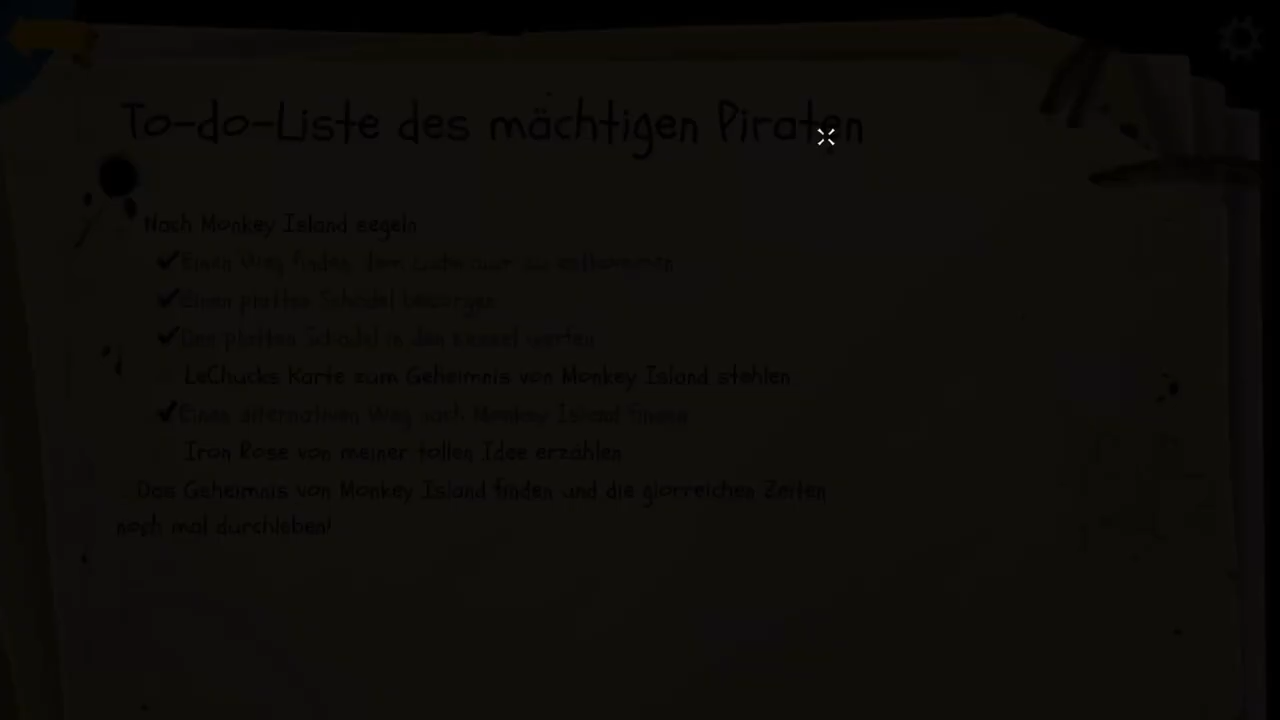 To-do-Liste des mächtigen Piraten
Nach Monkey Island segeln
Einen Weg finden, dem Laderaum zu entkommen
Einen platten Schädel besorgen
Den platten Schädel in den Kessel werfen
LeChucks Karte zum Geheimnis von Monkey Island stehlen
Einen alternativen Weg nach Monkey Island finden
Iron Rose von meiner tollen Idee erzählen
Das Geheimnis von Monkey Island finden und die glorreichen Zeiten
noch mal durchleben!